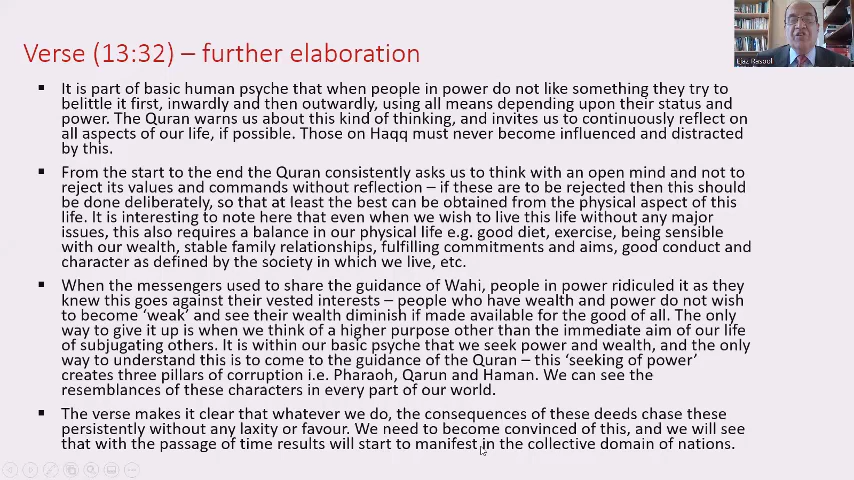 Verse (13:32) – further elaboration
Ejaz Rasool
▪ It is part of basic human psyche that when people in power do not like something they try to
belittle it first, inwardly and then outwardly, using all means depending upon their status and
power. The Quran warns us about this kind of thinking, and invites us to continuously reflect on
all aspects of our life, if possible. Those on Haqq must never become influenced and distracted
by this.
▪ From the start to the end the Quran consistently asks us to think with an open mind and not to
reject its values and commands without reflection – if these are to be rejected then this should
be done deliberately, so that at least the best can be obtained from the physical aspect of this
life. It is interesting to note here that even when we wish to live this life without any major
issues, this also requires a balance in our physical life e.g. good diet, exercise, being sensible
with our wealth, stable family relationships, fulfilling commitments and aims, good conduct and
character as defined by the society in which we live, etc.
▪ When the messengers used to share the guidance of Wahi, people in power ridiculed it as they
knew this goes against their vested interests – people who have wealth and power do not wish
to become ‘weak’ and see their wealth diminish if made available for the good of all. The only
way to give it up is when we think of a higher purpose other than the immediate aim of our life
of subjugating others. It is within our basic psyche that we seek power and wealth, and the only
way to understand this is to come to the guidance of the Quran – this ‘seeking of power’
creates three pillars of corruption i.e. Pharaoh, Qarun and Haman. We can see the
resemblances of these characters in every part of our world.
▪ The verse makes it clear that whatever we do, the consequences of these deeds chase these
persistently without any laxity or favour. We need to become convinced of this, and we will see
that with the passage of time results will start to manifest in the collective domain of nations.